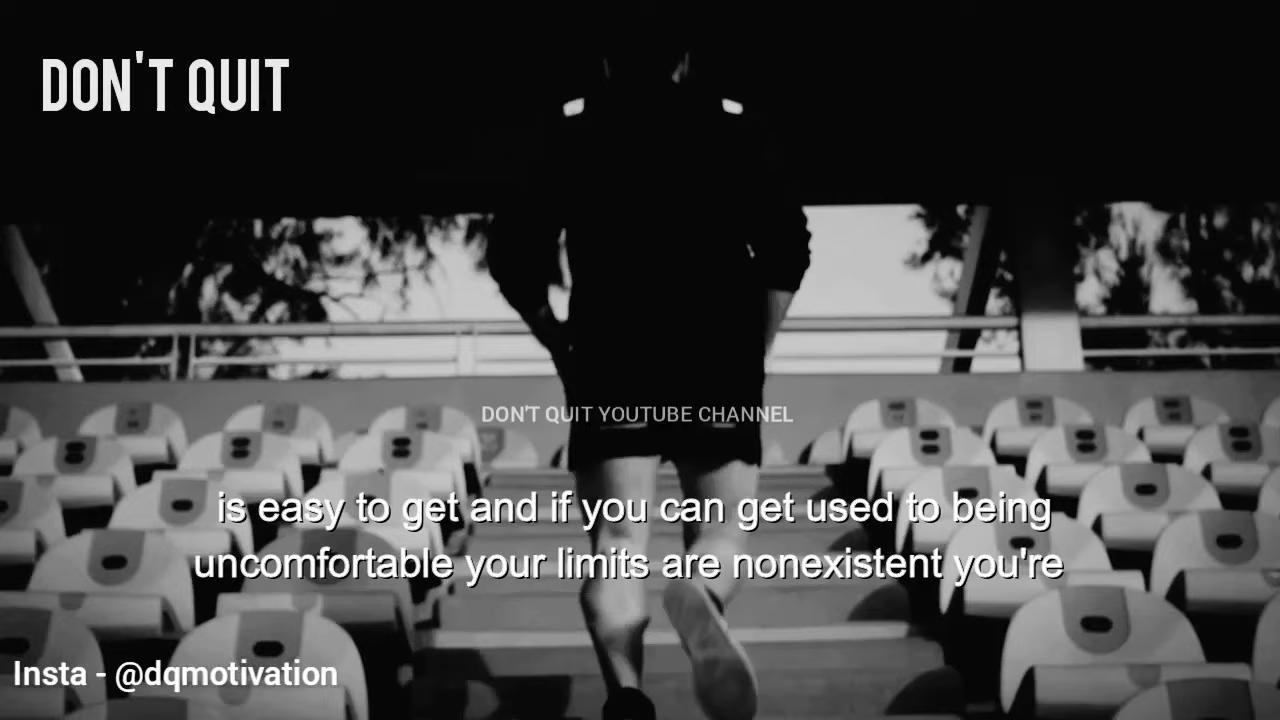 DON'T QUIT
DON'T QUIT YOUTUBE CHANNEL
is easy to get and if you can get used to being
uncomfortable your limits are nonexistent you're
Insta - @dqmotivation